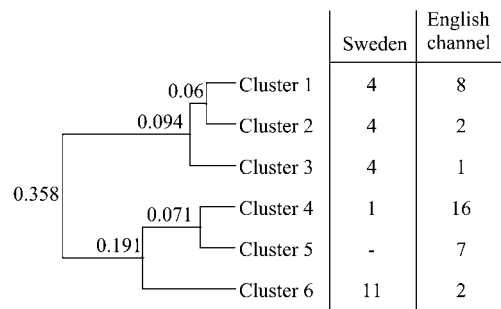 English
Sweden channel
0.06 Cluster 1 4 8
0.094 Cluster 2 4 2
Cluster 3 4 1
0.358 0.071 Cluster 4 1 16
0.191 Cluster 5 - 7
Cluster 6 11 2